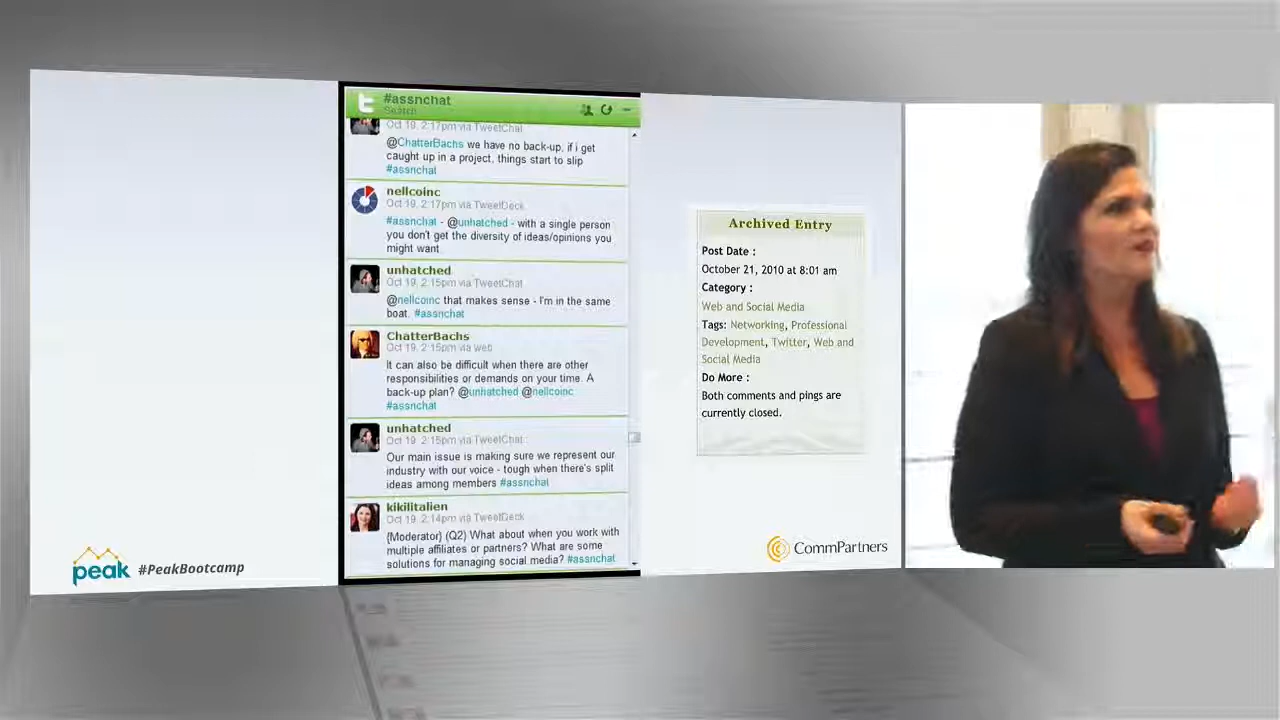 #assnchat
Search
Oct 19, 2:17pm via TweetChat
@ChatterBachs we have no back-up, if i get
caught up in a project, things start to slip
#assnchat
nellcoinc
Oct 19, 2:17pm via TweetDeck
#assnchat - @unhatched - with a single person
you don't get the diversity of ideas/opinions you
might want
unhatched
Oct 19, 2:15pm via TweetChat
@nellcoinc that makes sense - I'm in the same
boat. #assnchat
ChatterBachs
Oct 19, 2:15pm via web
It can also be difficult when there are other
responsibilities or demands on your time. A
back-up plan? @unhatched @nellcoinc
#assnchat
unhatched
Oct 19, 2:15pm via TweetChat
Our main issue is making sure we represent our
industry with our voice - tough when there's split
ideas among members #assnchat
kikilitalien
Oct 19, 2:14pm via TweetDeck
{Moderator} (Q2) What about when you work with
multiple affiliates or partners? What are some
solutions for managing social media? #assnchat
Archived Entry
Post Date :
October 21, 2010 at 8:01 am
Category :
Web and Social Media
Tags: Networking, Professional
Development, Twitter, Web and
Social Media
Do More :
Both comments and pings are
currently closed.
peak #PeakBootcamp
CommPartners